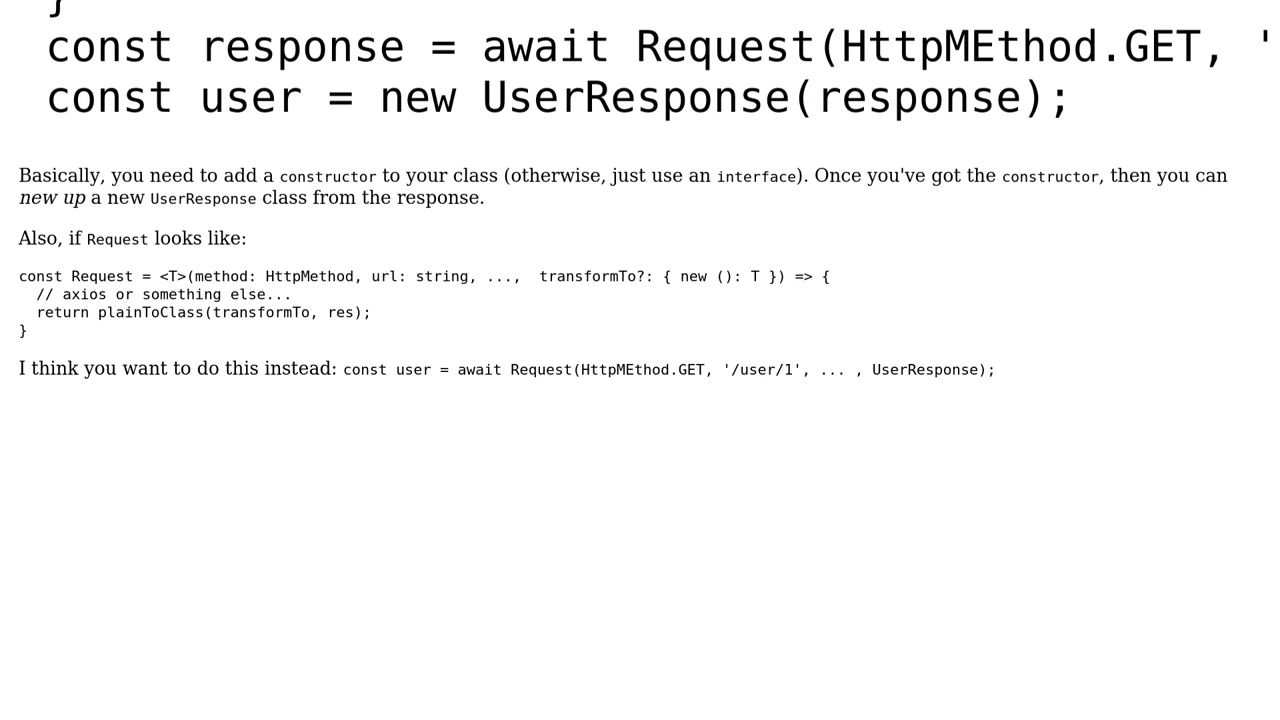 }
const response = await Request(HttpMEthod.GET, '
const user = new UserResponse(response);
Basically, you need to add a constructor to your class (otherwise, just use an interface). Once you've got the constructor, then you can
new up a new UserResponse class from the response.
Also, if Request looks like:
const Request = <T>(method: HttpMethod, url: string, ...,  transformTo?: { new (): T }) => {
  // axios or something else...
  return plainToClass(transformTo, res);
}
I think you want to do this instead: const user = await Request(HttpMEthod.GET, '/user/1', ... , UserResponse);